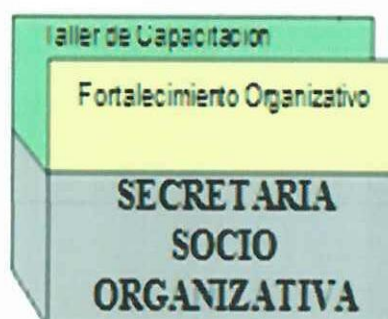 Taller de Capacitacion
Fortalecimiento Organizativo
SECRETARIA
SOCIO
ORGANIZATIVA